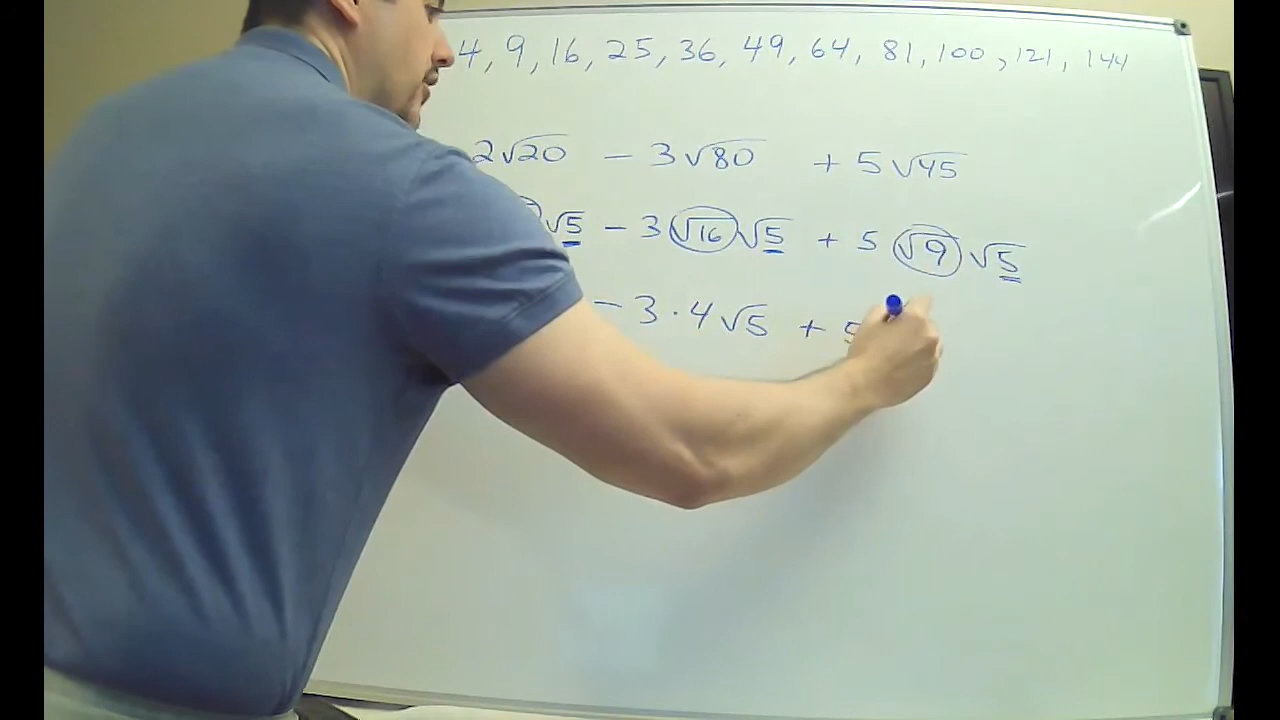 4, 9, 16, 25, 36, 49, 64, 81, 100, 121, 144
2√20 - 3√80 + 5√45
√5 - 3√16√5 + 5√9√5
- 3·4√5 + 5